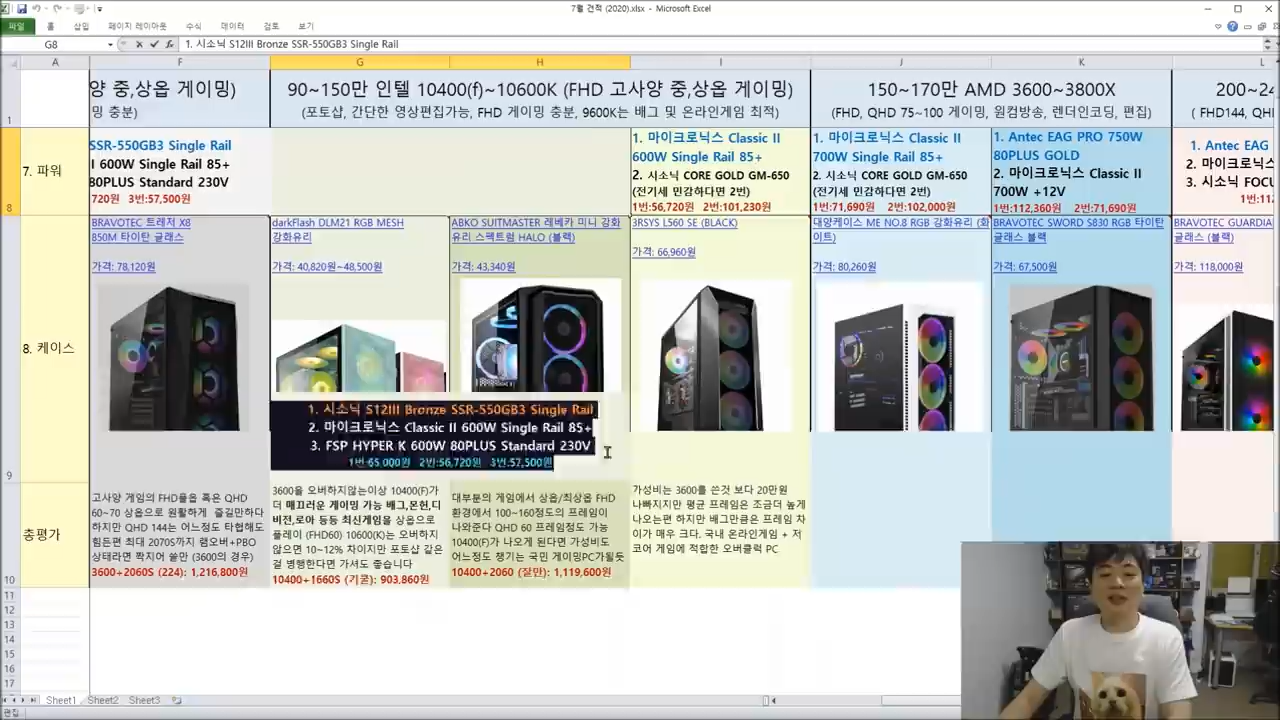 7월 견적 (2020).xlsx - Microsoft Excel
파일 홈 삽입 페이지 레이아웃 수식 데이터 검토 보기
G8 1. 시소닉 S12III Bronze SSR-550GB3 Single Rail
A F G H I J K L
1
양 중,상옵 게이밍)
밍 충분)
90~150만 인텔 10400(f)~10600K (FHD 고사양 중,상옵 게이밍)
(포토샵, 간단한 영상편집가능, FHD 게이밍 충분, 9600K는 배그 및 온라인게임 최적)
150~170만 AMD 3600~3800X
(FHD, QHD 75~100 게이밍, 원컴방송, 렌더인코딩, 편집)
200~24
( FHD144, QHD
8
7. 파워
SSR-550GB3 Single Rail
I 600W Single Rail 85+
80PLUS Standard 230V
720원 3번:57,500원
1. 마이크로닉스 Classic II
600W Single Rail 85+
2. 시소닉 CORE GOLD GM-650
(전기세 민감하다면 2번)
1번:56,720원 2번:101,230원
1. 마이크로닉스 Classic II
700W Single Rail 85+
2. 시소닉 CORE GOLD GM-650
(전기세 민감하다면 2번)
1번:71,690원 2번:102,000원
1. Antec EAG PRO 750W
80PLUS GOLD
2. 마이크로닉스 Classic II
700W +12V
1번:112,360원 2번:71,690원
1. Antec EAG
2. 마이크로닉스
3. 시소닉 FOCU
1번:11
9
8. 케이스
BRAVOTEC 트레저 X8
850M 타이탄 글래스
가격: 78,120원
darkFlash DLM21 RGB MESH
강화유리
가격: 40,820원~48,500원
ABKO SUITMASTER 레베카 미니 강화
유리 스펙트럼 HALO (블랙)
가격: 43,340원
3RSYS L560 SE (BLACK)
가격: 66,960원
대양케이스 ME NO.8 RGB 강화유리 (화
이트)
가격: 80,260원
BRAVOTEC SWORD S830 RGB 타이탄
글래스 블랙
가격: 67,500원
BRAVOTEC GUARDIA
글래스 (블랙)
가격: 118,000원
1. 시소닉 S12III Bronze SSR-550GB3 Single Rail
2. 마이크로닉스 Classic II 600W Single Rail 85+
3. FSP HYPER K 600W 80PLUS Standard 230V
1번:65,000원 2번:56,720원 3번:57,500원
10
총평가
고사양 게임의 FHD풀옵 혹은 QHD
60~70 상옵으로 원활하게 즐길만하다
하지만 QHD 144는 어느정도 타협해도
힘든편 최대 2070S까지 램오버+PBO
상태라면 짝지어 쓸만 (3600의 경우)
3600+2060S (224): 1,216,800원
3600을 오버하지않는이상 10400(F)가
더 매끄러운 게이밍 가능 배그,몬헌,디
비전,로아 등등 최신게임을 상옵으로
플레이 (FHD60) 10600(K)는 오버하지
않으면 10~12% 차이지만 포토샵 같은
걸 병행한다면 가셔도 좋습니다
10400+1660S (기쿨): 903,860원
대부분의 게임에서 상옵/최상옵 FHD
환경에서 100~160정도의 프레임이
나와준다 QHD 60 프레임정도 가능
10400(F)가 나오게 된다면 가성비도
어느정도 챙기는 국민 게이밍PC가될듯
10400+2060 (잘만): 1,119,600원
가성비는 3600를 쓴것 보다 20만원
나빠지지만 평균 프레임은 조금더 높게
나오는편 하지만 배그만큼은 프레임 차
이가 매우 크다. 국내 온라인게임 + 저
코어 게임에 적합한 오버클럭 PC
11
12
13
14
15
16
17
Sheet1 Sheet2 Sheet3
편집